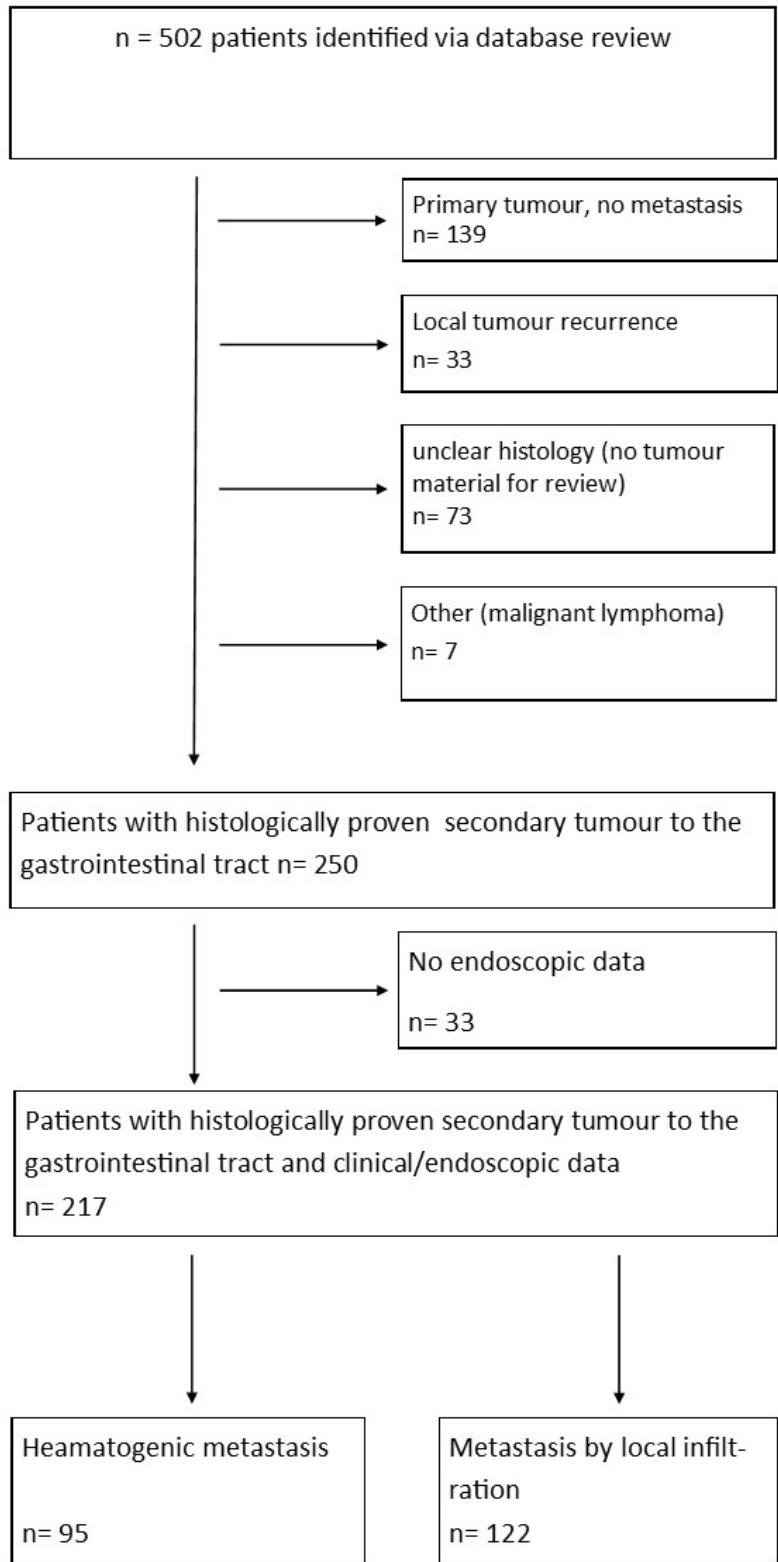 n = 502 patients identified via database review
Primary tumour, no metastasis
n= 139
Local tumour recurrence
n= 33
unclear histology (no tumour
material for review)
n= 73
Other (malignant lymphoma)
n= 7
Patients with histologically proven  secondary tumour to the
gastrointestinal tract n= 250
No endoscopic data
n= 33
Patients with histologically proven secondary tumour to the
gastrointestinal tract and clinical/endoscopic data
n= 217
Heamatogenic metastasis
n= 95
Metastasis by local infilt-
ration
n= 122